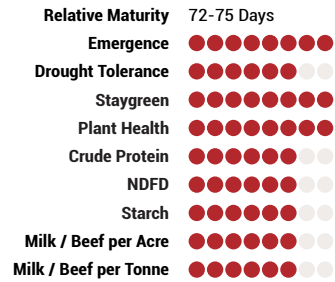 Relative Maturity 72-75 Days
Emergence
Drought Tolerance
Staygreen
Plant Health
Crude Protein
NDFD
Starch
Milk / Beef per Acre
Milk / Beef per Tonne